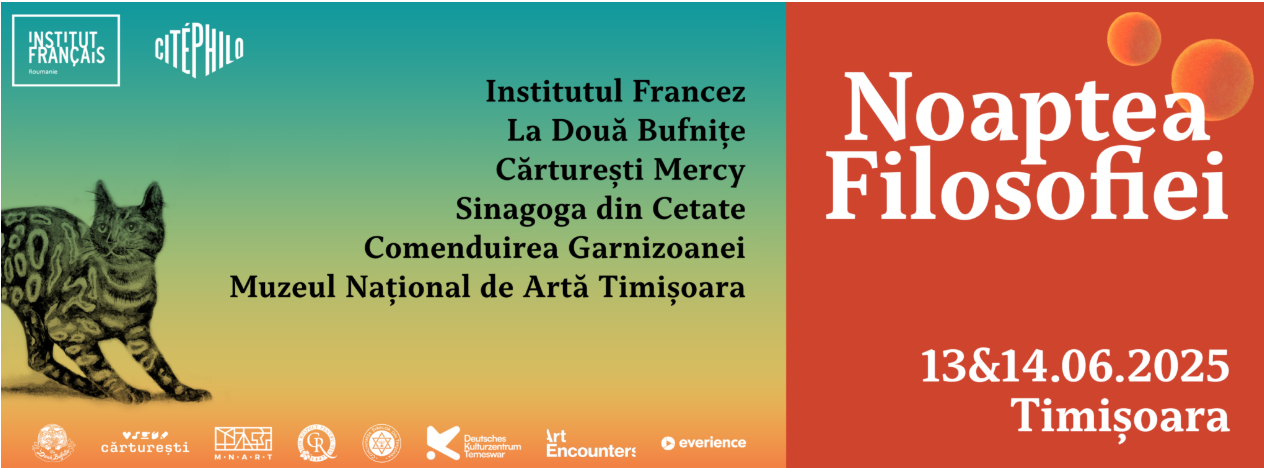 INSTITUT
FRANÇAIS
Roumanie
CITÉPHILO
Institutul Francez
La Două Bufnițe
Cărturești Mercy
Sinagoga din Cetate
Comenduirea Garnizoanei
Muzeul Național de Artă Timișoara
Noaptea
Filosofiei
13&14.06.2025
Timișoara
cărturești
M·N·A·R·T
CR
Deutsches
Kulturzentrum
Temeswar
Art
Encounters
everience